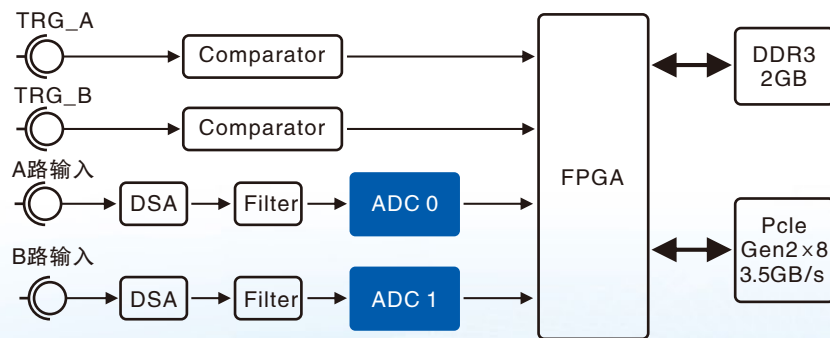 TRG_A
Comparator
TRG_B
Comparator
A路输入
DSA
Filter
ADC 0
B路输入
DSA
Filter
ADC 1
FPGA
DDR3
2GB
PcIe
Gen2×8
3.5GB/s